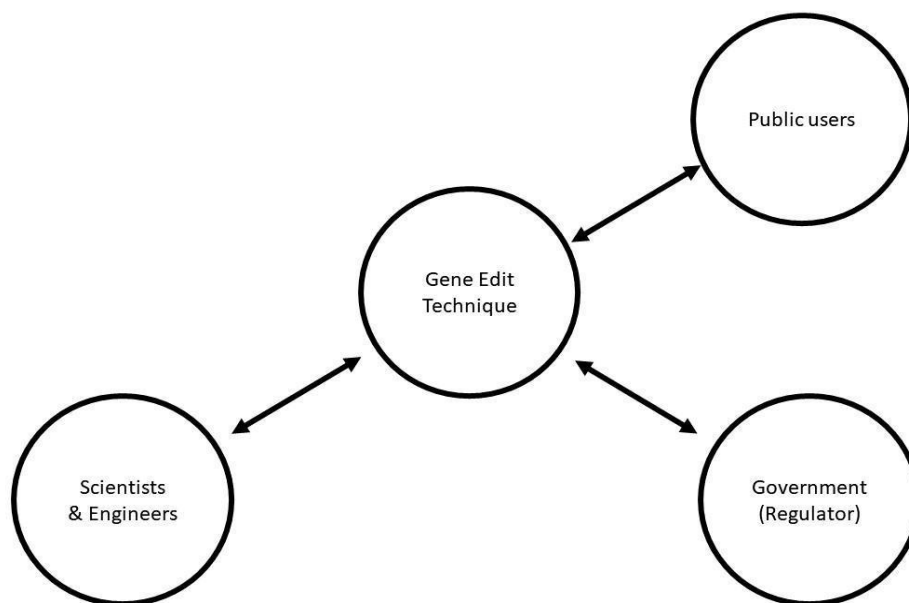 Public users
Gene Edit
Technique
Scientists
& Engineers
Government
(Regulator)